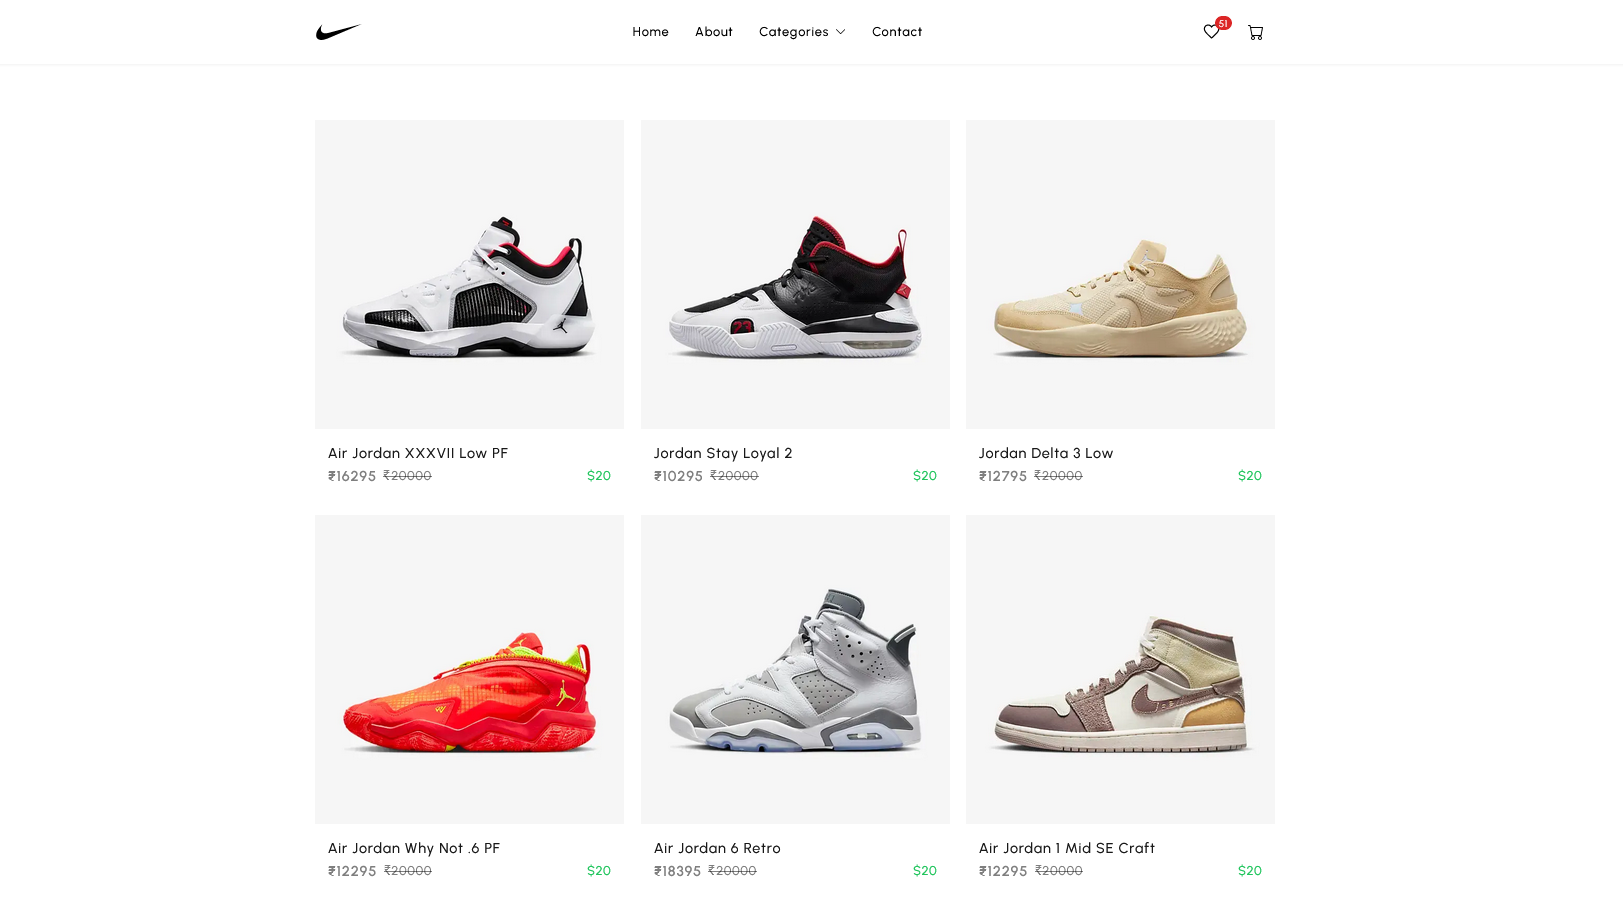 Home About Categories Contact
51
Air Jordan XXXVII Low PF
₹16295 ₹20000 $20
Jordan Stay Loyal 2
₹10295 ₹20000 $20
Jordan Delta 3 Low
₹12795 ₹20000 $20
23
Air Jordan Why Not .6 PF
₹12295 ₹20000 $20
Air Jordan 6 Retro
₹18395 ₹20000 $20
Air Jordan 1 Mid SE Craft
₹12295 ₹20000 $20